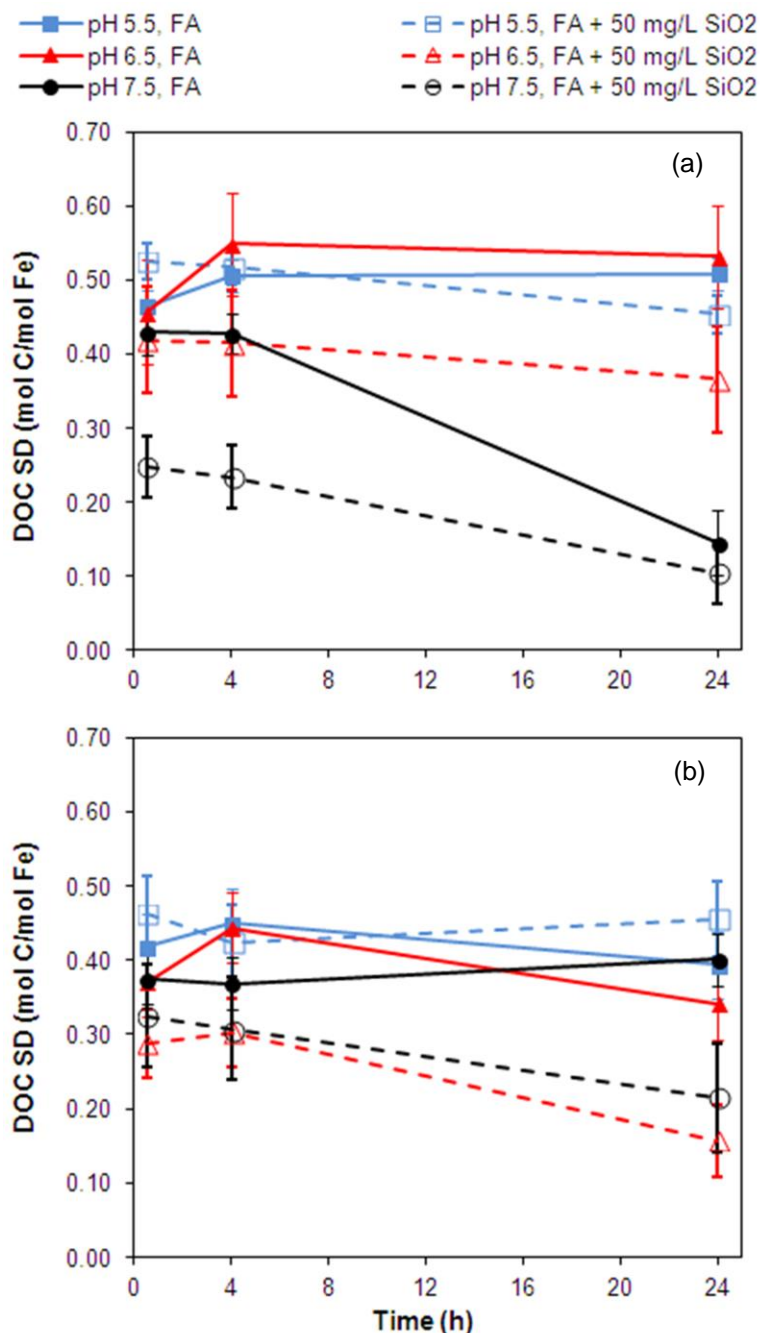 pH 5.5, FA pH 5.5, FA + 50 mg/L SiO2
pH 6.5, FA pH 6.5, FA + 50 mg/L SiO2
pH 7.5, FA pH 7.5, FA + 50 mg/L SiO2
(a)
DOC SD (mol C/mol Fe)
0.70
0.60
0.50
0.40
0.30
0.20
0.10
0.00
0 4 8 12 16 20 24
(b)
DOC SD (mol C/mol Fe)
0.70
0.60
0.50
0.40
0.30
0.20
0.10
0.00
0 4 8 12 16 20 24
Time (h)